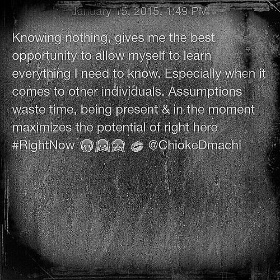 January 15, 2015, 1:49 PM
Knowing nothing, gives me the best
opportunity to allow myself to learn
everything I need to know. Especially when it
comes to other individuals. Assumptions
waste time, being present & in the moment
maximizes the potential of right here
#RightNow 🙈🙉🙊 💋 @ChiokeDmachi